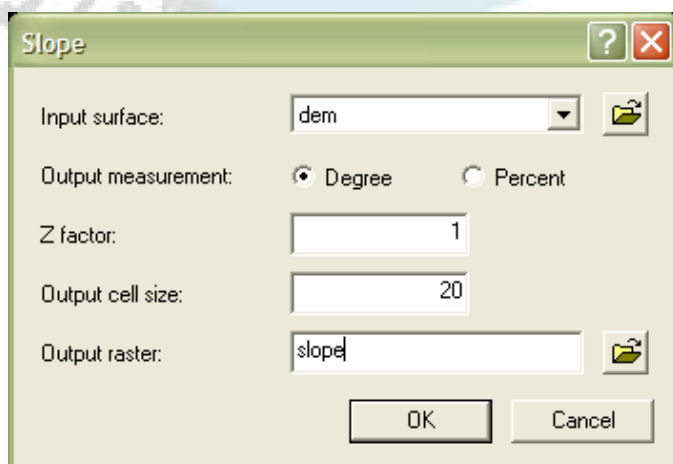 Slope
Input surface: dem
Output measurement: Degree Percent
Z factor: 1
Output cell size: 20
Output raster: slope
OK Cancel